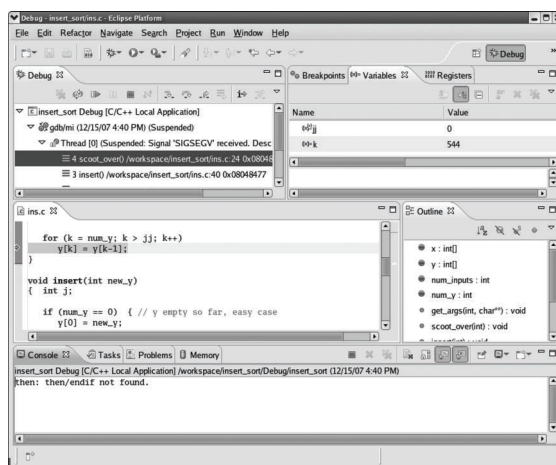 Debug - insert_sort/ins.c - Eclipse Platform
File Edit Refactor Navigate Search Project Run Window Help
Debug
Debug
Breakpoints Variables Registers
insert_sort Debug [C/C++ Local Application]
gdb/mi (12/15/07 4:40 PM) (Suspended)
Thread [0] (Suspended: Signal 'SIGSEGV' received. Desc
4 scoot_over() /workspace/insert_sort/ins.c:24 0x08048
3 insert() /workspace/insert_sort/ins.c:40 0x08048477
Name Value
jj 0
k 544
ins.c
for (k = num_y; k > jj; k++)
y[k] = y[k-1];
}
void insert(int new_y)
{ int j;
if (num_y == 0) { // y empty so far, easy case
y[0] = new_y;
Outline
x : int[]
y : int[]
num_inputs : int
num_y : int
get_args(int, char**) : void
scoot_over(int) : void
insert(int) : void
Console Tasks Problems Memory
insert_sort Debug [C/C++ Local Application] /workspace/insert_sort/Debug/insert_sort (12/15/07 4:40 PM)
then: then/endif not found.